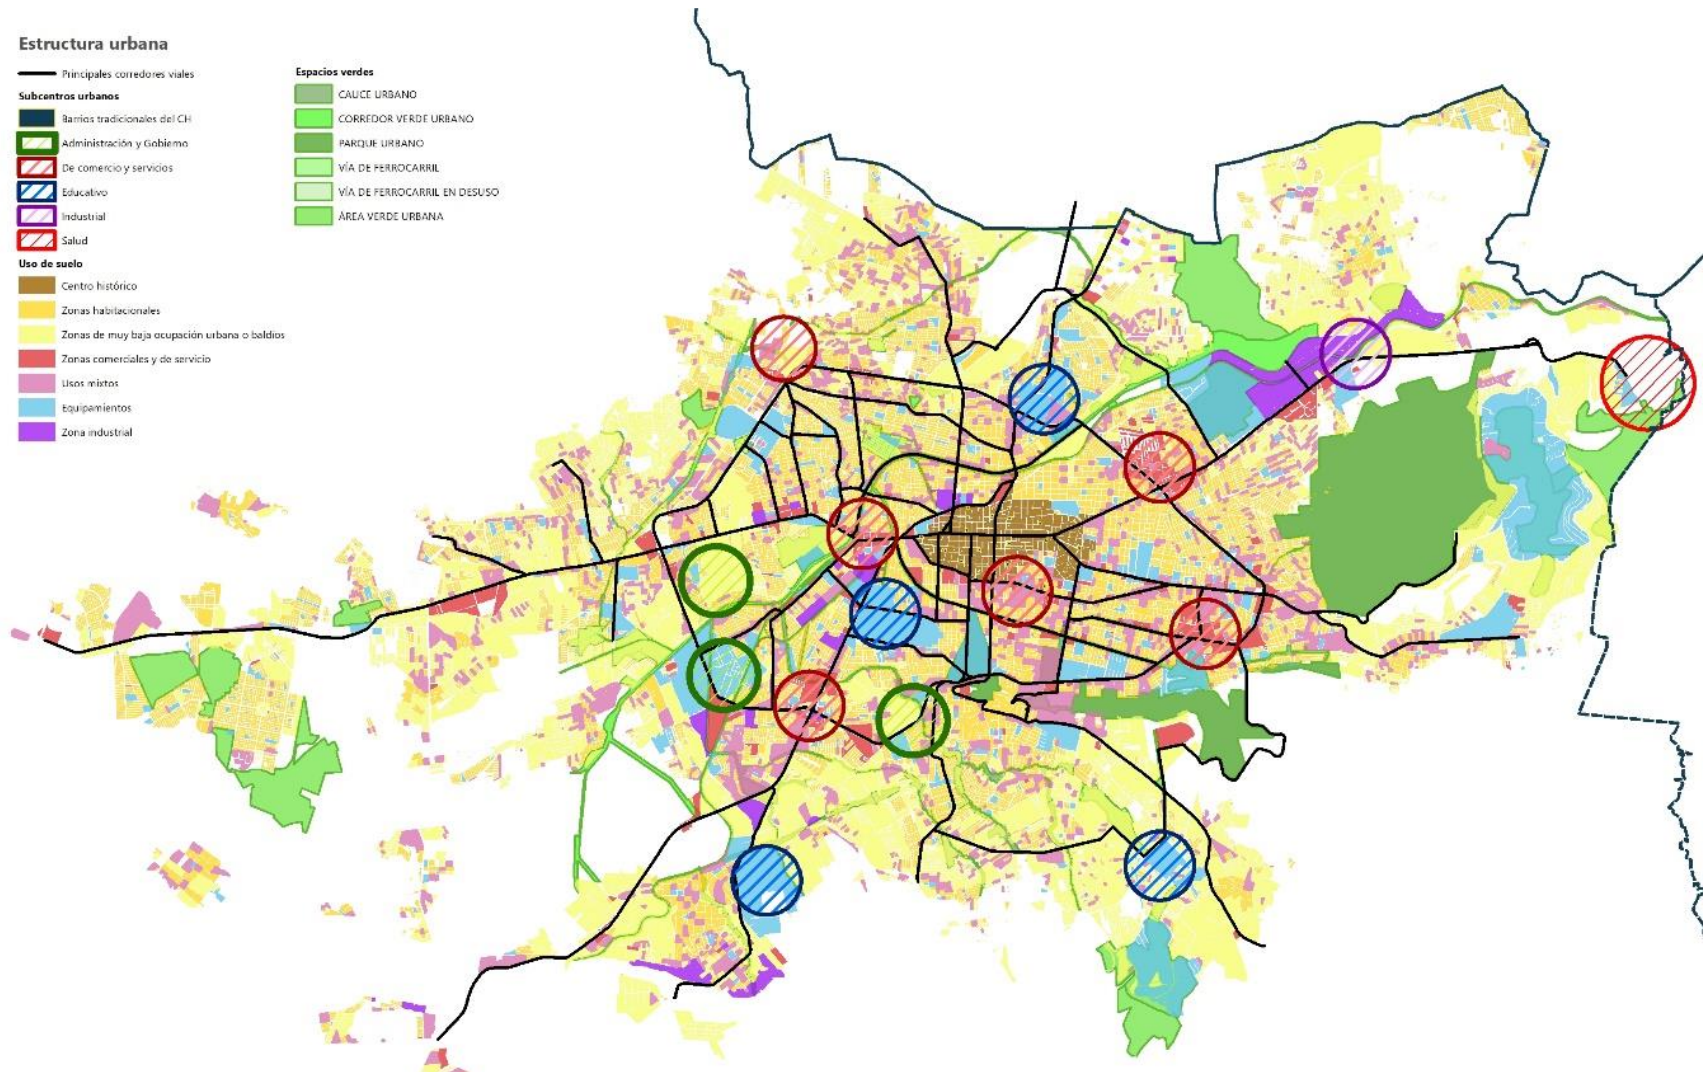 Estructura urbana
Principales corredores viales
Subcentros urbanos
Barrios tradicionales del CH
Administración y Gobierno
De comercio y servicios
Educativo
Industrial
Salud
Uso de suelo
Centro histórico
Zonas habitacionales
Zonas de muy baja ocupación urbana o baldíos
Zonas comerciales y de servicio
Usos mixtos
Equipamientos
Zona industrial
Espacios verdes
CAUCE URBANO
CORREDOR VERDE URBANO
PARQUE URBANO
VÍA DE FERROCARRIL
VÍA DE FERROCARRIL EN DESUSO
ÁREA VERDE URBANA